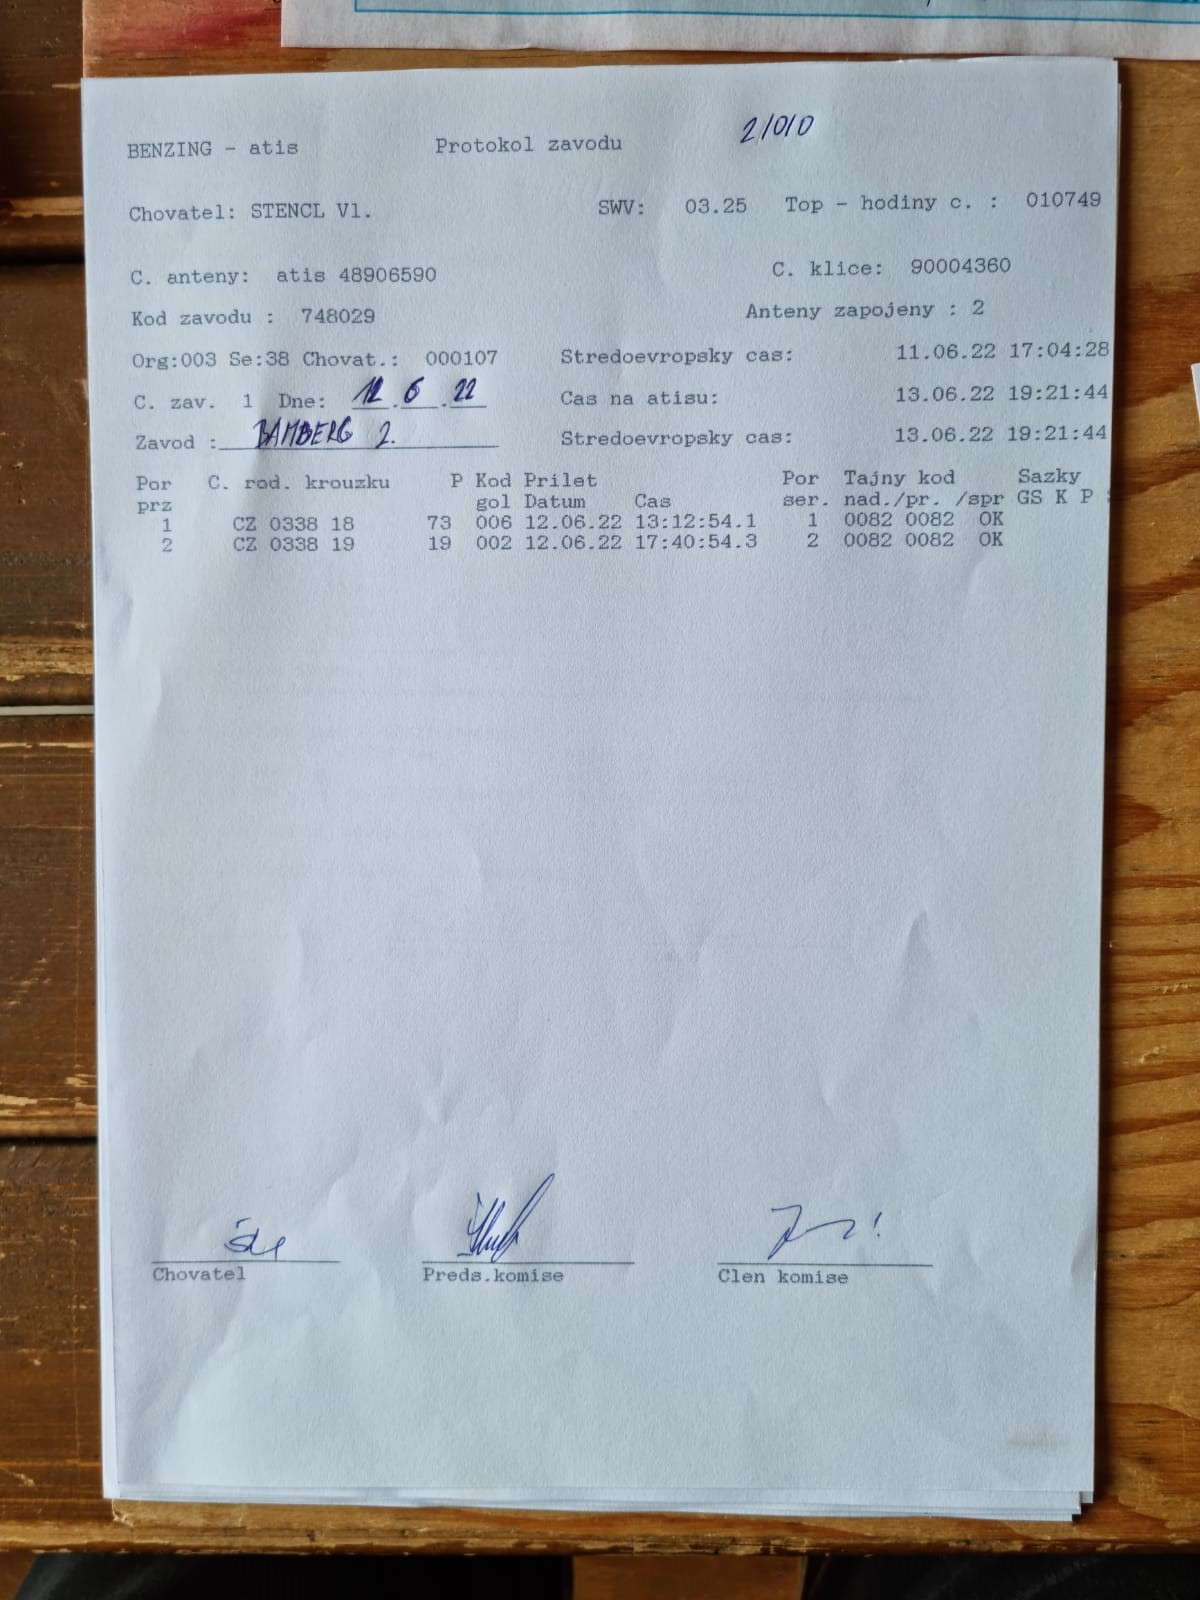 BENZING - atis Protokol zavodu 2/0/0
Chovatel: STENCL Vl. SWV: 03.25 Top - hodiny c. : 010749
C. anteny: atis 48906590 C. klice: 90004360
Kod zavodu : 748029 Anteny zapojeny : 2
Org:003 Se:38 Chovat.: 000107 Stredoevropsky cas: 11.06.22 17:04:28
C. zav. 1 Dne: 12.6.22 Cas na atisu: 13.06.22 19:21:44
Zavod : BAMBERG 2. Stredoevropsky cas: 13.06.22 19:21:44
Por C. rod. krouzku P Kod Prilet Por Tajny kod Sazky
prz gol Datum Cas ser. nad./pr. /spr GS K P
1 CZ 0338 18 73 006 12.06.22 13:12:54.1 1 0082 0082 OK
2 CZ 0338 19 19 002 12.06.22 17:40:54.3 2 0082 0082 OK
Chovatel Preds.komise Clen komise